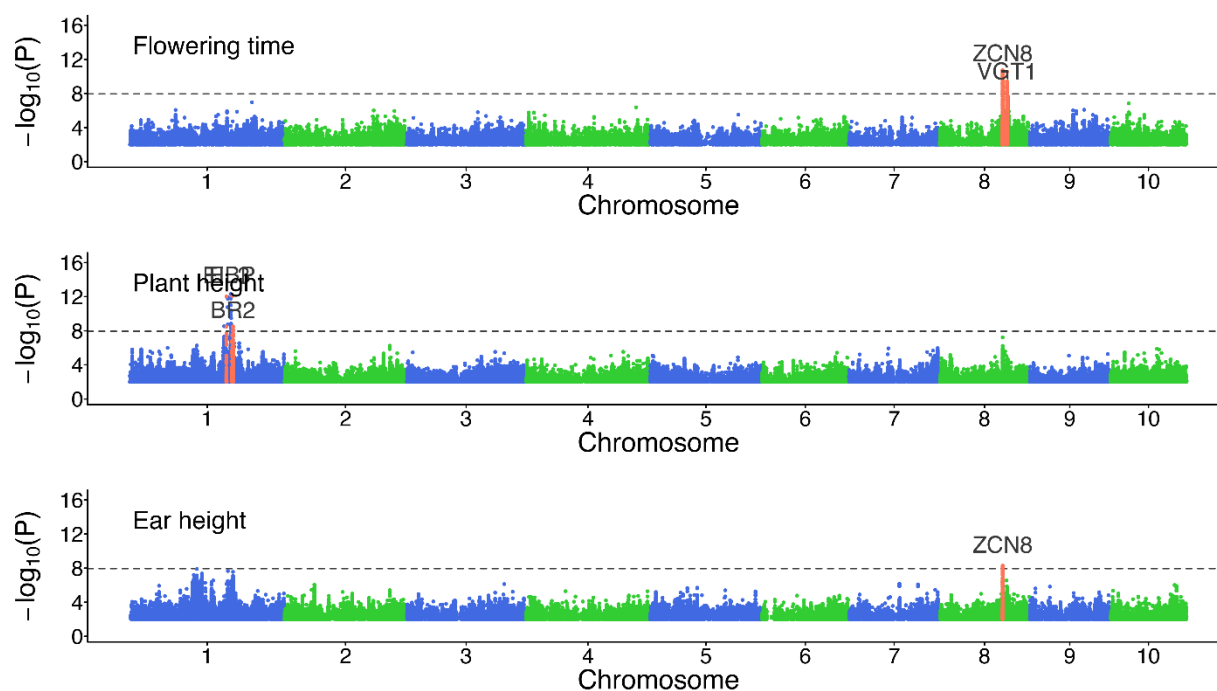 16
12
8
4
0
−log₁₀(P)
Flowering time
ZCN8
VGT1
1 2 3 4 5 6 7 8 9 10
Chromosome
16
12
8
4
0
−log₁₀(P)
Plant height
BR2
1 2 3 4 5 6 7 8 9 10
Chromosome
16
12
8
4
0
−log₁₀(P)
Ear height
ZCN8
1 2 3 4 5 6 7 8 9 10
Chromosome